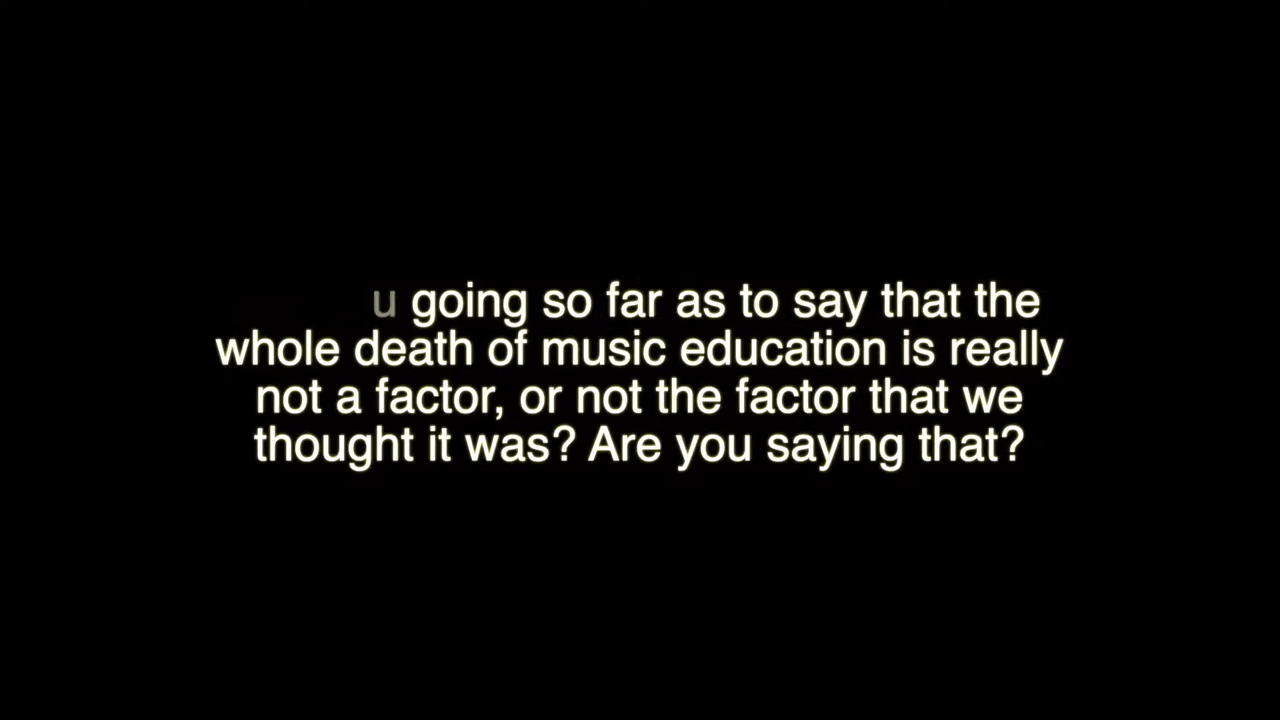 u going so far as to say that the
whole death of music education is really
not a factor, or not the factor that we
thought it was? Are you saying that?